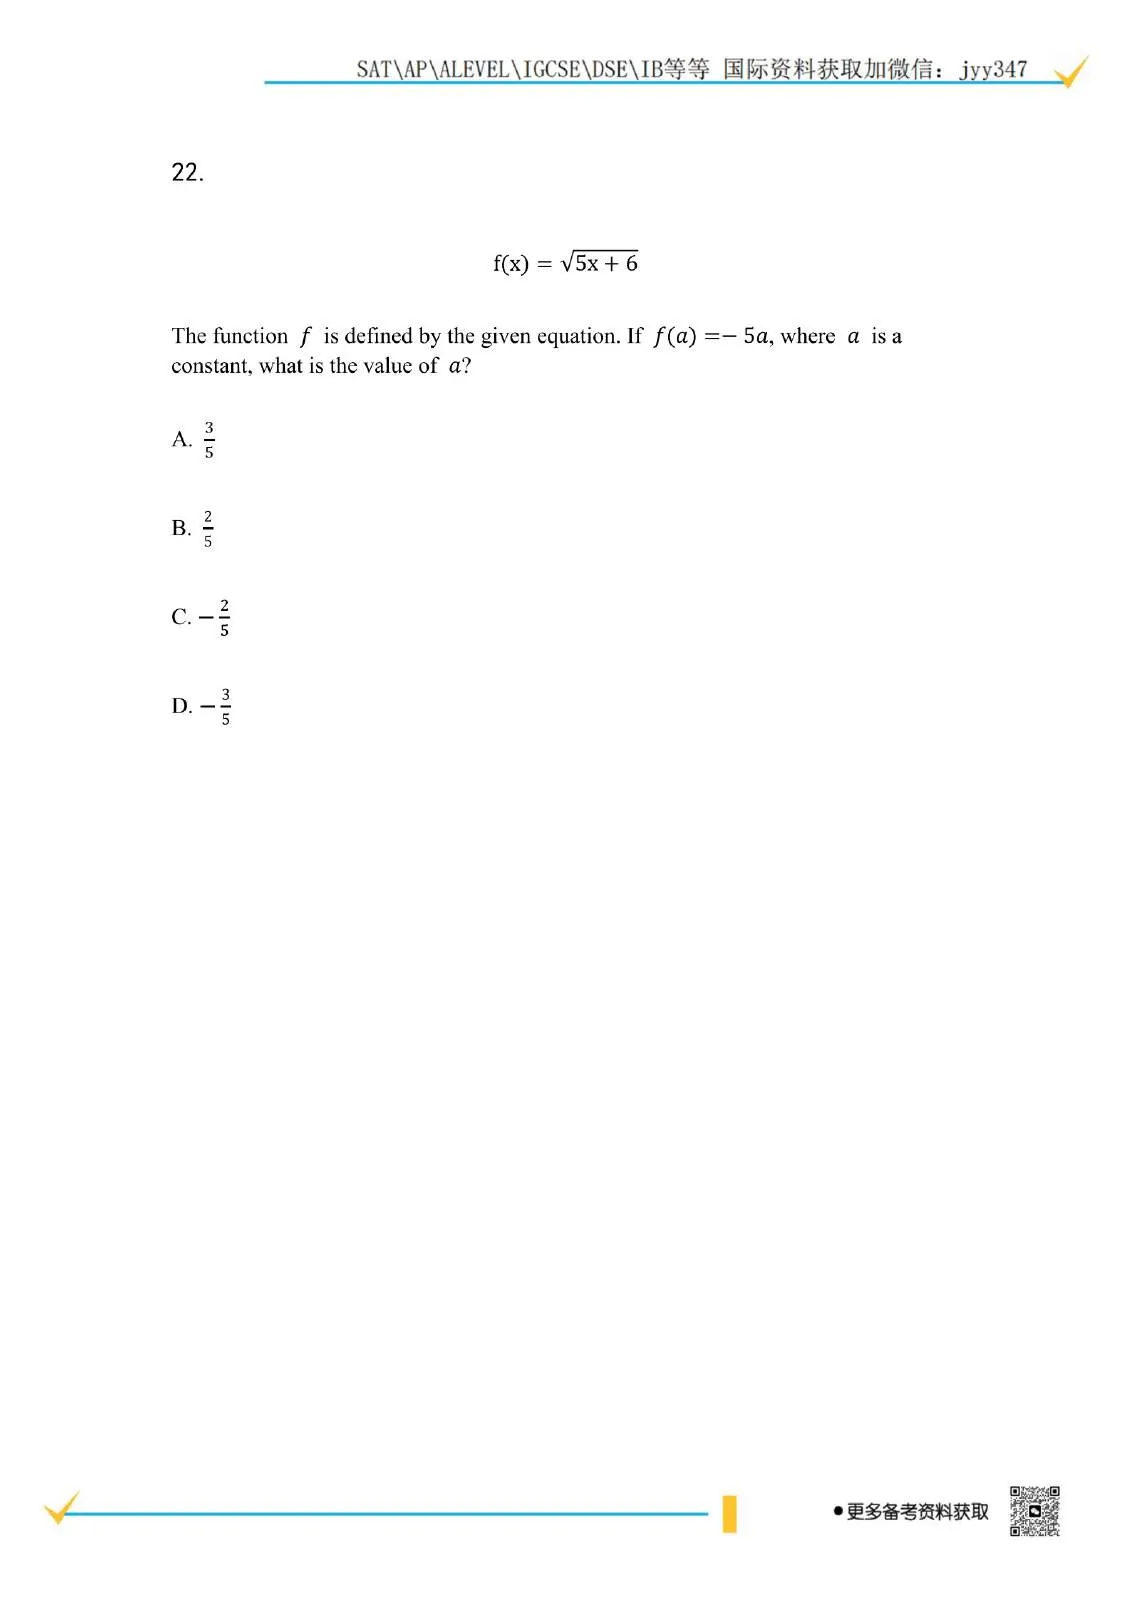 SAT\AP\ALEVEL\IGCSE\DSE\IB等等 国际资料获取加微信：jyy347
22.
f(x) = √5x + 6
The function f is defined by the given equation. If f(a) =− 5a, where a is a
constant, what is the value of a?
A. 3/5
B. 2/5
C. −2/5
D. −3/5
●更多备考资料获取